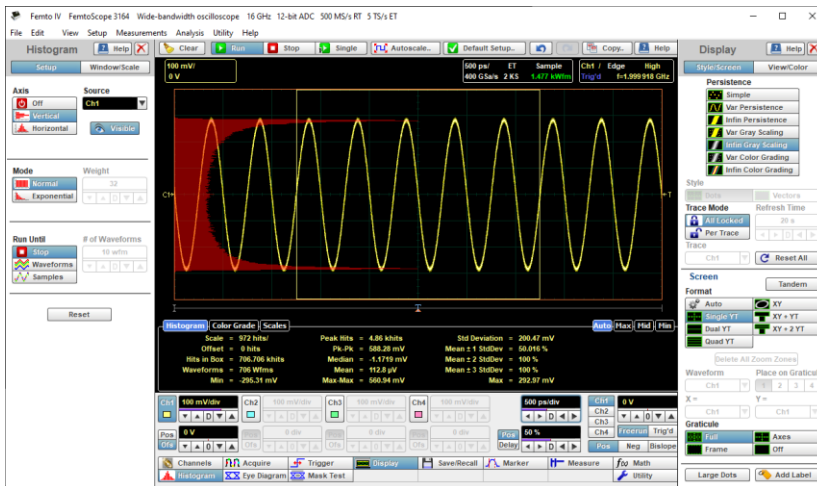 Femto IV FemtoScope 3164 Wide-bandwidth oscilloscope 16 GHz 12-bit ADC 500 MS/s RT 5 TS/s ET
File Edit View Setup Measurements Analysis Utility Help
Histogram Help Clear Run Stop Single Autoscale.. Default Setup.. Copy.. Help Display Help
Setup Window/Scale
100 mV/
0 V
500 ps/ ET Sample
400 GSa/s 2 KS 1.477 kWfm
Ch1 / Edge High
Trig'd f=1.999918 GHz
Style/Screen View/Color
Axis Source
Off Ch1
Vertical
Horizontal Visible
Mode Weight
Normal 32
Exponential D
Run Until # of Waveforms
Stop 10 wfm
Waveforms D
Samples
Reset
Ch1
T
T
Histogram Color Grade Scales Auto Max Mid Min
Scale = 972 hits/ Peak Hits = 4.86 khits Std Deviation = 200.47 mV
Offset = 0 hits Pk-Pk = 588.28 mV Mean ± 1 StdDev = 50.016 %
Hits in Box = 706.706 khits Median = -1.1719 mV Mean ± 2 StdDev = 100 %
Waveforms = 706 Wfms Mean = 112.8 µV Mean ± 3 StdDev = 100 %
Min = -295.31 mV Max-Max = 560.94 mV Max = 292.97 mV
Ch1 100 mV/div Ch2 100 mV/div Ch3 100 mV/div Ch4 100 mV/div 500 ps/div Ch1 0 V
D D D D D Ch2 0
Pos 0 V Pos 0 div Pos 0 div Pos 0 div Pos 50 % Ch3 Freerun Trig'd
Ofs D Ofs D Ofs D Ofs D Delay D Ch4
Pos Neg Bislope
Channels Acquire Trigger Display Save/Recall Marker Measure f(x) Math
Histogram Eye Diagram Mask Test Utility
Persistence
Simple
Var Persistence
Infin Persistence
Var Gray Scaling
Infin Gray Scaling
Var Color Grading
Infin Color Grading
Style
Dots Vectors
Trace Mode Refresh Time
All Locked 20 s
Per Trace D
Trace
Ch1 Reset All
Screen Tandem
Format
Auto XY
Single YT XY + YT
Dual YT XY + 2 YT
Quad YT
Delete All Zoom Zones
Waveform Place on Graticule
Ch1 1 2 3 4
X = Y =
Ch1 Ch1
Graticule
Full Axes
Frame Off
Large Dots Add Label